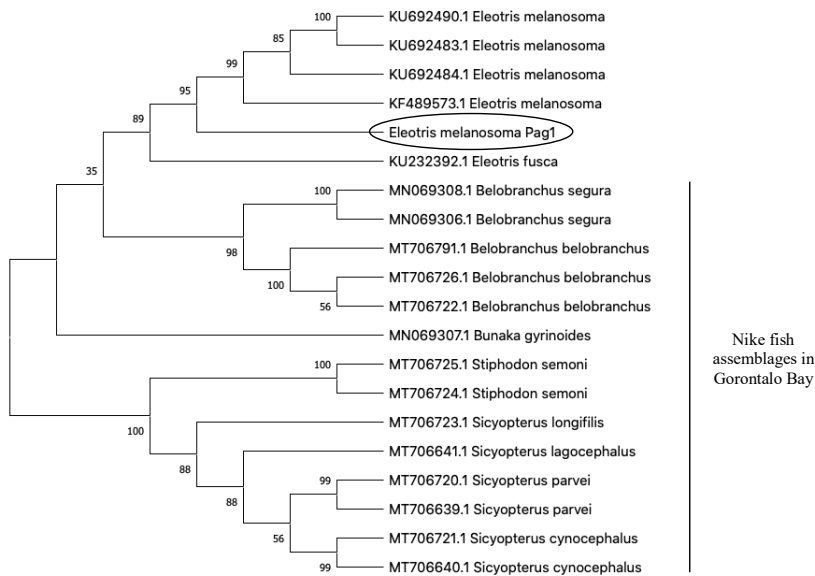 100
KU692490.1 Eleotris melanosoma
85
KU692483.1 Eleotris melanosoma
99
KU692484.1 Eleotris melanosoma
95
KF489573.1 Eleotris melanosoma
89
Eleotris melanosoma Pag1
35
KU232392.1 Eleotris fusca
100
MN069308.1 Belobranchus segura
MN069306.1 Belobranchus segura
98
MT706791.1 Belobranchus belobranchus
100
MT706726.1 Belobranchus belobranchus
56
MT706722.1 Belobranchus belobranchus
MN069307.1 Bunaka gyrinoides
100
MT706725.1 Stiphodon semoni
MT706724.1 Stiphodon semoni
100
MT706723.1 Sicyopterus longifilis
88
MT706641.1 Sicyopterus lagocephalus
88
99
MT706720.1 Sicyopterus parvei
MT706639.1 Sicyopterus parvei
56
MT706721.1 Sicyopterus cynocephalus
99
MT706640.1 Sicyopterus cynocephalus
Nike fish
assemblages in
Gorontalo Bay